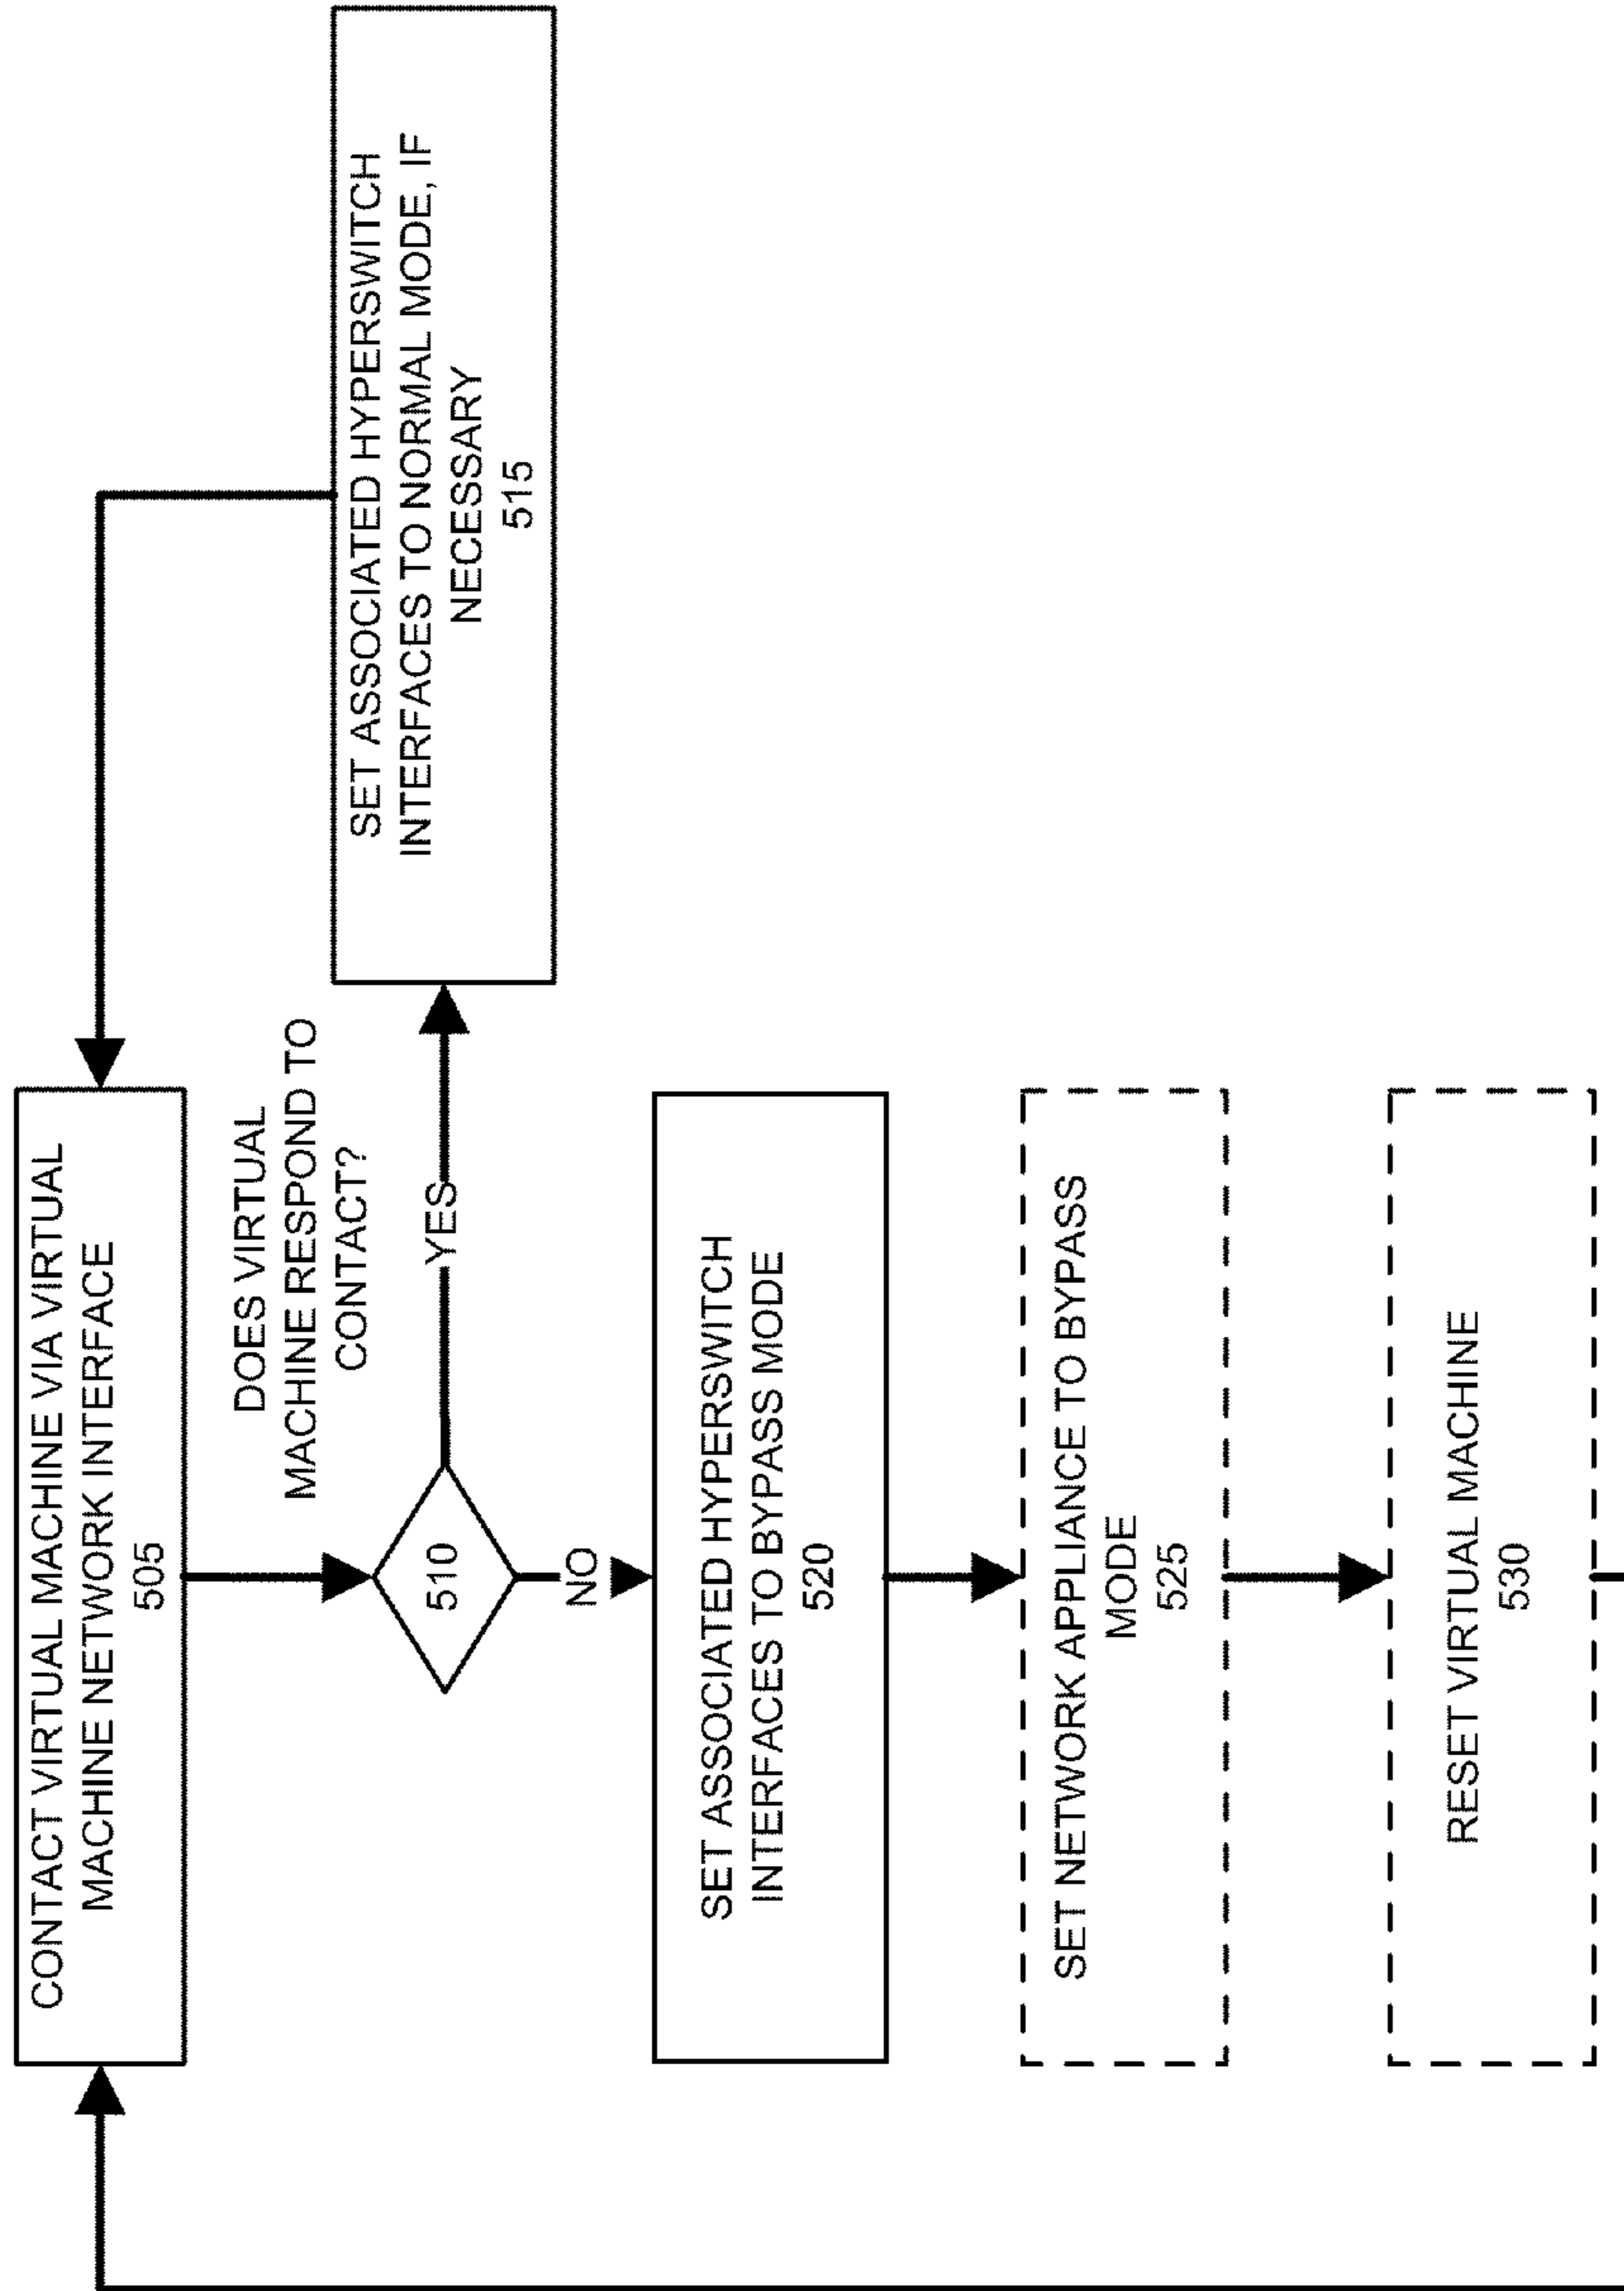 CONTACT VIRTUAL MACHINE VIA VIRTUAL
MACHINE NETWORK INTERFACE
505
DOES VIRTUAL
MACHINE RESPOND TO
CONTACT?
510
YES
SET ASSOCIATED HYPERSWITCH
INTERFACES TO NORMAL MODE, IF
NECESSARY
515
NO
SET ASSOCIATED HYPERSWITCH
INTERFACES TO BYPASS MODE
520
SET NETWORK APPLIANCE TO BYPASS
MODE
525
RESET VIRTUAL MACHINE
530